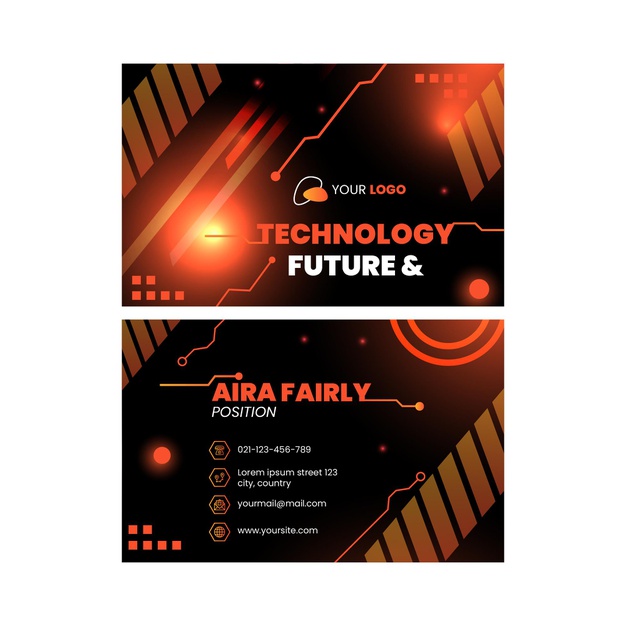 YOUR LOGO
TECHNOLOGY
FUTURE &
AIRA FAIRLY
POSITION
021-123-456-789
Lorem ipsum street 123
city, country
yourmail@mail.com
www.yoursite.com